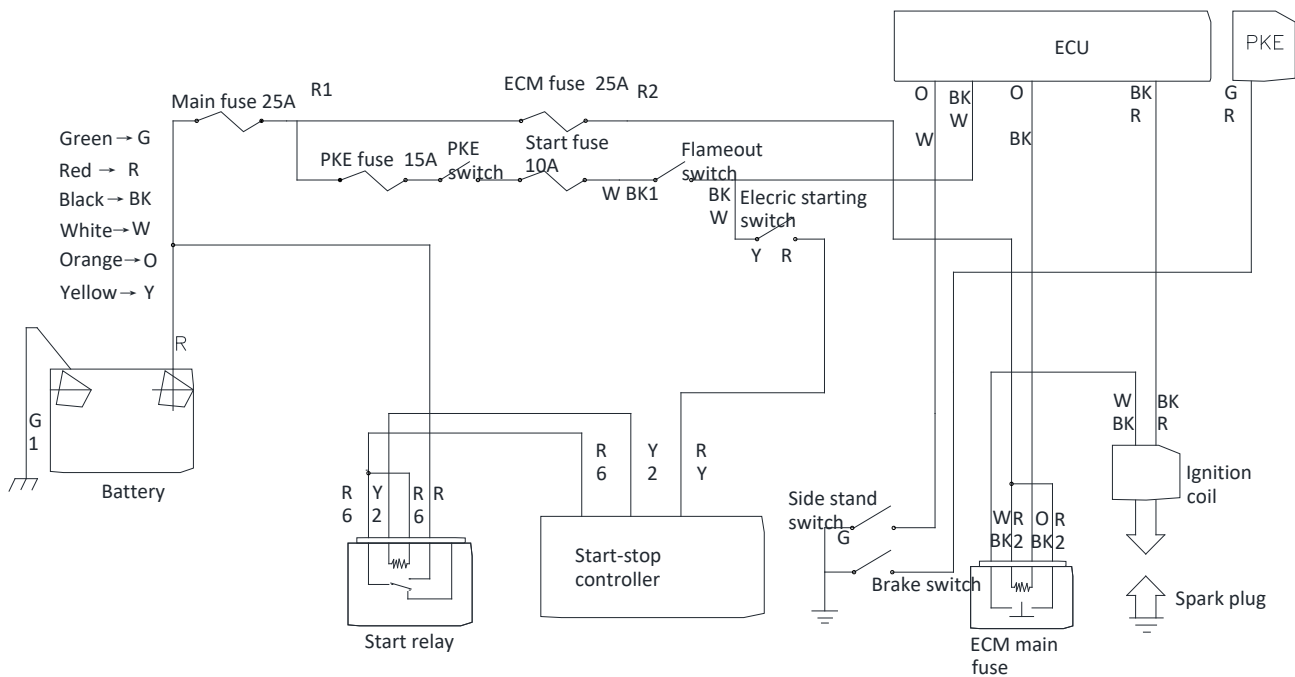 ECU
PKE
Main fuse 25A
R1
ECM fuse 25A
R2
O
BK
O
BK
G
W
R
R
W
BK
Green→G
Red → R
Black→BK
White→W
Orange→O
Yellow→ Y
PKE fuse 15A
PKE
switch
Start fuse
10A
Flameout
switch
W BK1
BK
W
Elecric starting
switch
Y R
R
G
1
Battery
W
BK
BK
R
Ignition
coil
R
6
Y
2
R
Y
R
6
Y
2
R
6
R
Side stand
switch
G
Brake switch
W
BK
R
2
O
BK
R
2
Start-stop
controller
Start relay
ECM main
fuse
Spark plug